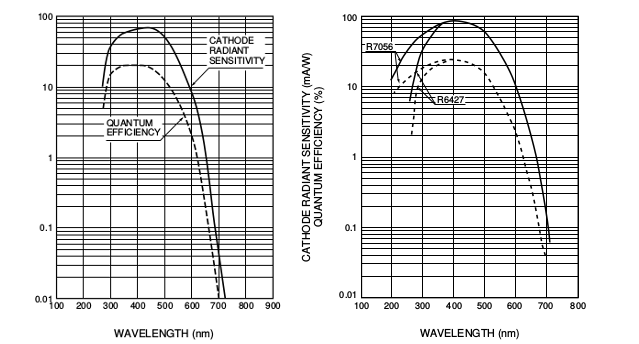 100
10
1
0.1
0.01
100 200 300 400 500 600 700 800 900
WAVELENGTH (nm)
CATHODE
RADIANT
SENSITIVITY
QUANTUM
EFFICIENCY
CATHODE RADIANT SENSITIVITY (mA/W)
QUANTUM EFFICIENCY (%)
100
10
1
0.1
0.01
100 200 300 400 500 600 700 800
WAVELENGTH (nm)
R7056
R6427